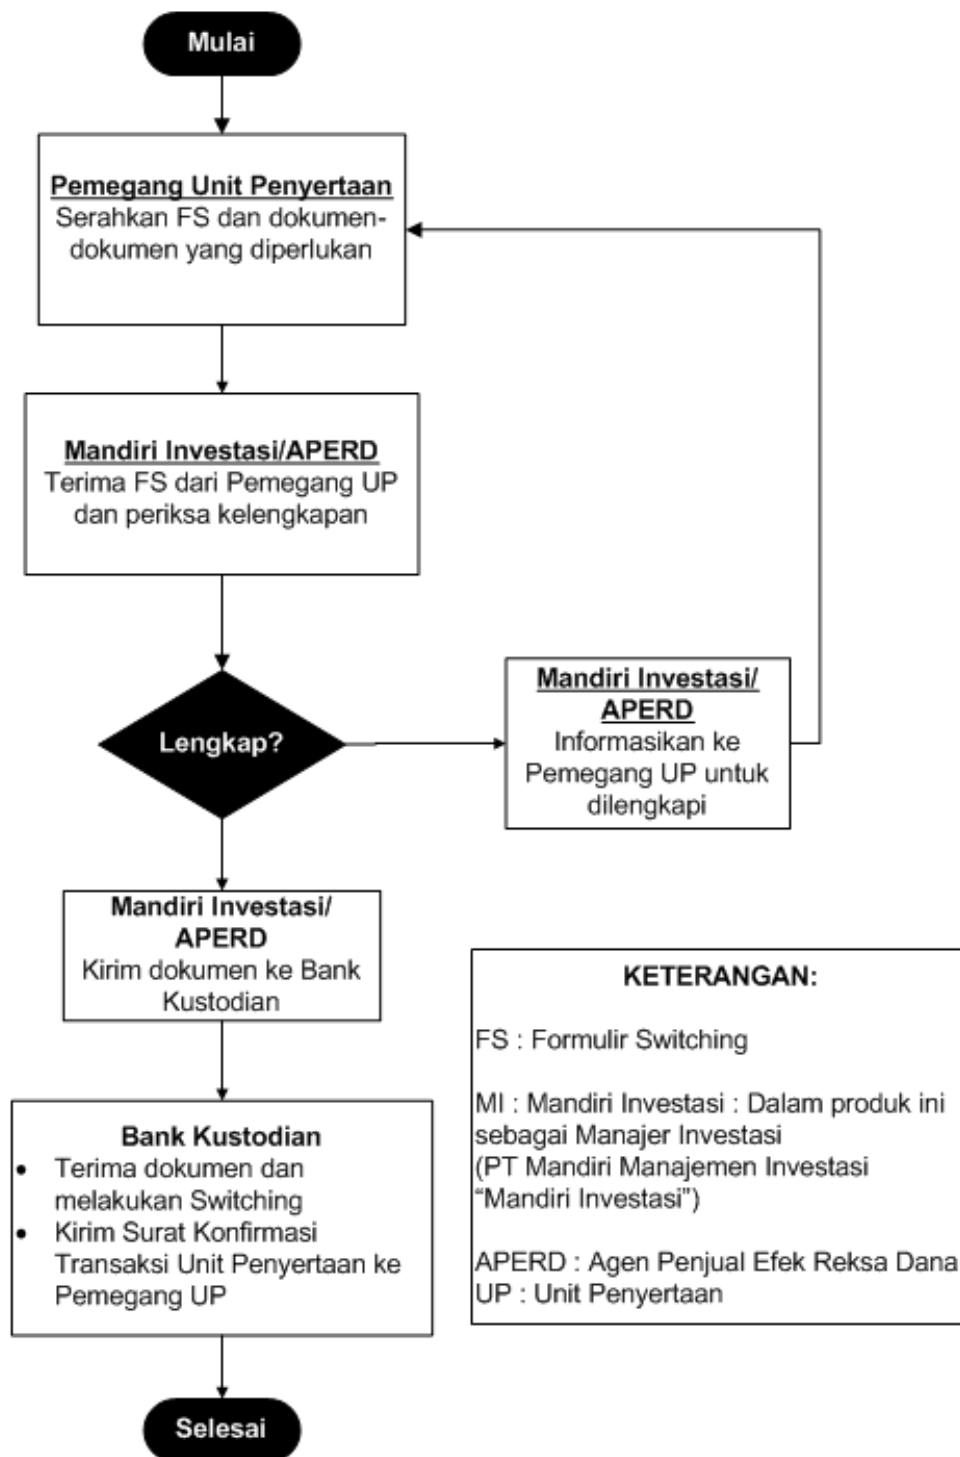 Mulai
Pemegang Unit Penyertaan
Serahkan FS dan dokumen-
dokumen yang diperlukan
Mandiri Investasi/APERD
Terima FS dari Pemegang UP
dan periksa kelengkapan
Lengkap?
Mandiri Investasi/
APERD
Informasikan ke
Pemegang UP untuk
dilengkapi
Mandiri Investasi/
APERD
Kirim dokumen ke Bank
Kustodian
Bank Kustodian
• Terima dokumen dan
melakukan Switching
• Kirim Surat Konfirmasi
Transaksi Unit Penyertaan ke
Pemegang UP
Selesai
KETERANGAN:
FS : Formulir Switching
MI : Mandiri Investasi : Dalam produk ini
sebagai Manajer Investasi
(PT Mandiri Manajemen Investasi
“Mandiri Investasi”)
APERD : Agen Penjual Efek Reksa Dana
UP : Unit Penyertaan